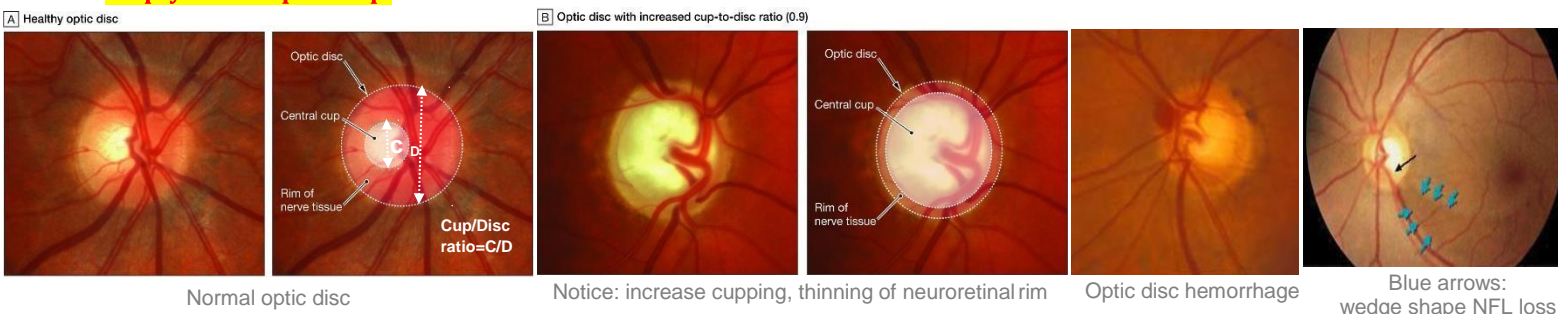 A Healthy optic disc
Optic disc
Central cup
Rim of
nerve tissue
C
D
Cup/Disc
ratio=C/D
Normal optic disc
B Optic disc with increased cup-to-disc ratio (0.9)
Optic disc
Central cup
Rim of
nerve tissue
Notice: increase cupping, thinning of neuroretinal rim
Optic disc hemorrhage
Blue arrows:
wedge shape NFL loss